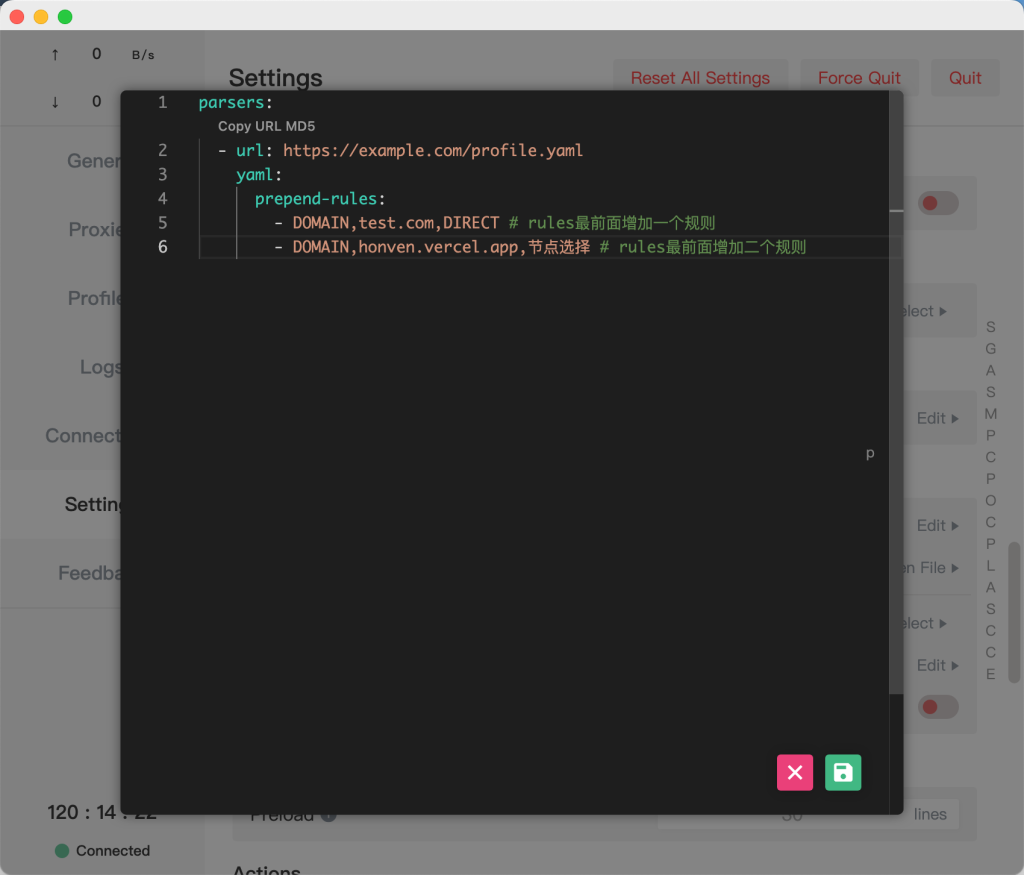 ↑ 0 B/s
↓ 0
Settings
Reset All Settings
Force Quit
Quit
Gener
Proxie
Profile
Logs
Connect
Setting
Feedba
120 : 14 : 22
Connected
1 parsers:
Copy URL MD5
2 - url: https://example.com/profile.yaml
3 yaml:
4 prepend-rules:
5 - DOMAIN,test.com,DIRECT # rules最前面增加一个规则
6 - DOMAIN,honven.vercel.app,节点选择 # rules最前面增加二个规则
elect
Edit
p
Edit
en File
elect
Edit
S
G
A
S
M
P
C
P
O
C
P
L
A
S
C
C
E
Preload
30 lines
Actions